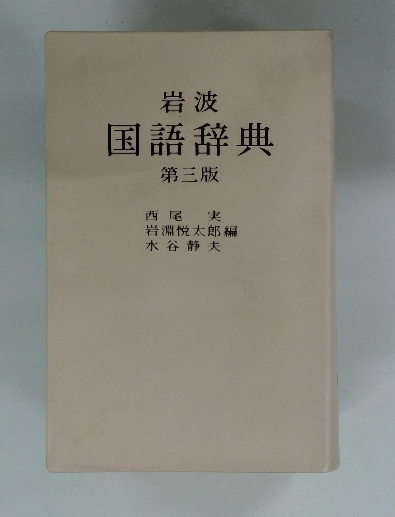 岩波
国語辞典
第三版
西尾 実
岩淵悦太郎編
水谷静夫